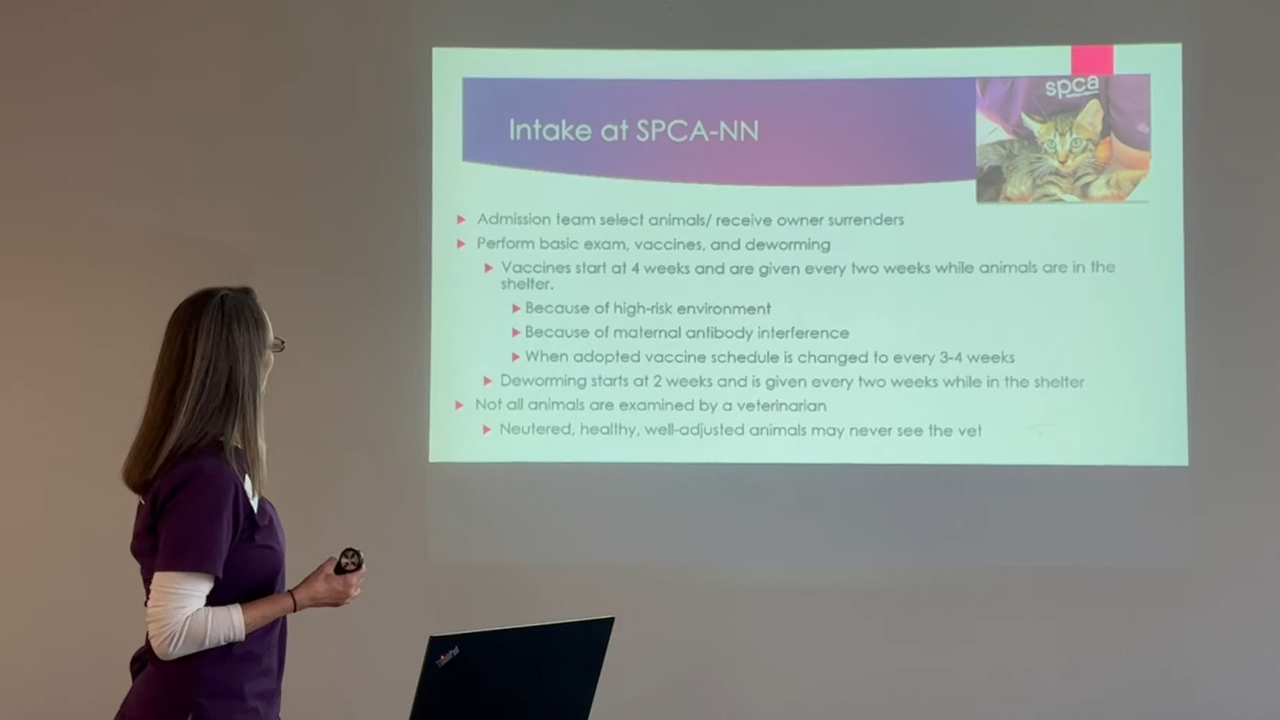 spca
Intake at SPCA-NN
Admission team select animals/ receive owner surrenders
Perform basic exam, vaccines, and deworming
Vaccines start at 4 weeks and are given every two weeks while animals are in the
shelter.
Because of high-risk environment
Because of maternal antibody interference
When adopted vaccine schedule is changed to every 3-4 weeks
Deworming starts at 2 weeks and is given every two weeks while in the shelter
Not all animals are examined by a veterinarian
Neutered, healthy, well-adjusted animals may never see the vet
ThinkPad